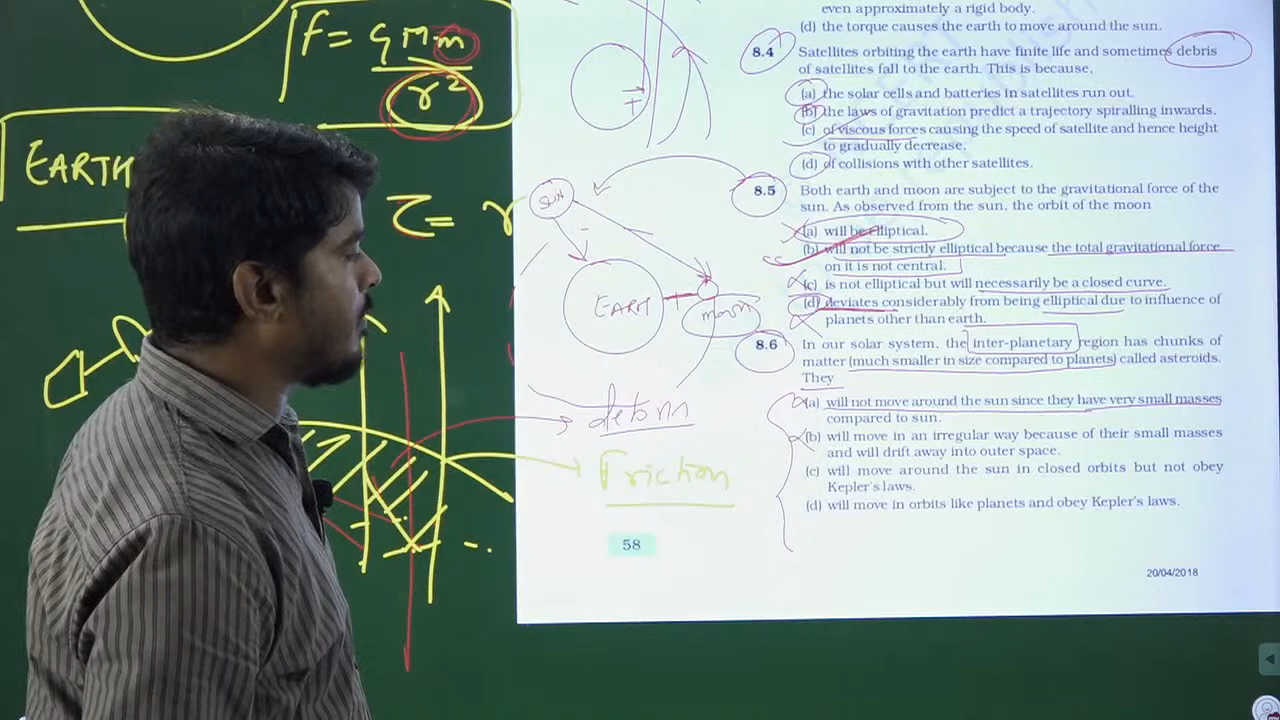 F = GMm
r²
EARTH
τ = r
even approximately a rigid body.
(d) the torque causes the earth to move around the sun.
8.4 Satellites orbiting the earth have finite life and sometimes debris
of satellites fall to the earth. This is because,
(a) the solar cells and batteries in satellites run out.
(b) the laws of gravitation predict a trajectory spiralling inwards.
(c) of viscous forces causing the speed of satellite and hence height
to gradually decrease.
(d) of collisions with other satellites.
8.5 Both earth and moon are subject to the gravitational force of the
sun. As observed from the sun, the orbit of the moon
(a) will be elliptical.
(b) will not be strictly elliptical because the total gravitational force
on it is not central.
(c) is not elliptical but will necessarily be a closed curve.
(d) deviates considerably from being elliptical due to influence of
planets other than earth.
8.6 In our solar system, the inter-planetary region has chunks of
matter (much smaller in size compared to planets) called asteroids.
They
(a) will not move around the sun since they have very small masses
compared to sun.
(b) will move in an irregular way because of their small masses
and will drift away into outer space.
(c) will move around the sun in closed orbits but not obey
Kepler's laws.
(d) will move in orbits like planets and obey Kepler's laws.
SUN
EARTH
moon
Friction
58
20/04/2018